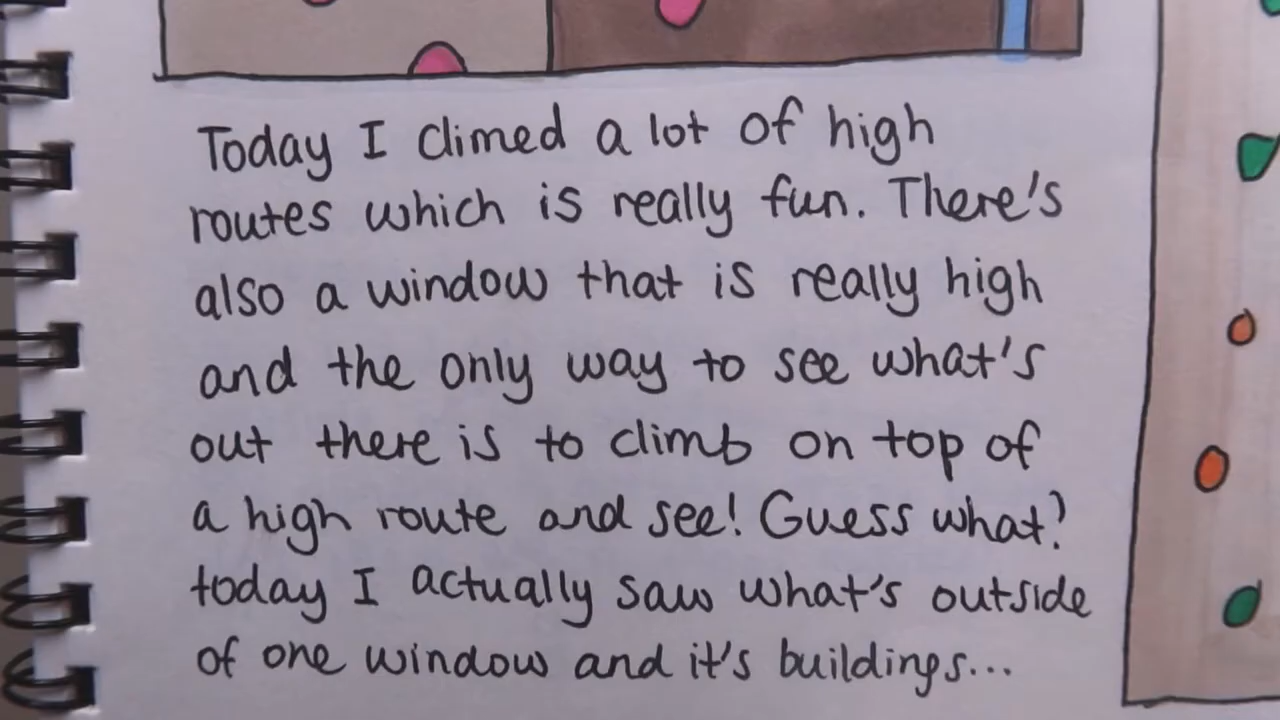 Today I climed a lot of high
routes which is really fun. There's
also a window that is really high
and the only way to see what's
out there is to climb on top of
a high route and see! Guess what?
today I actually saw what's outside
of one window and it's buildings...